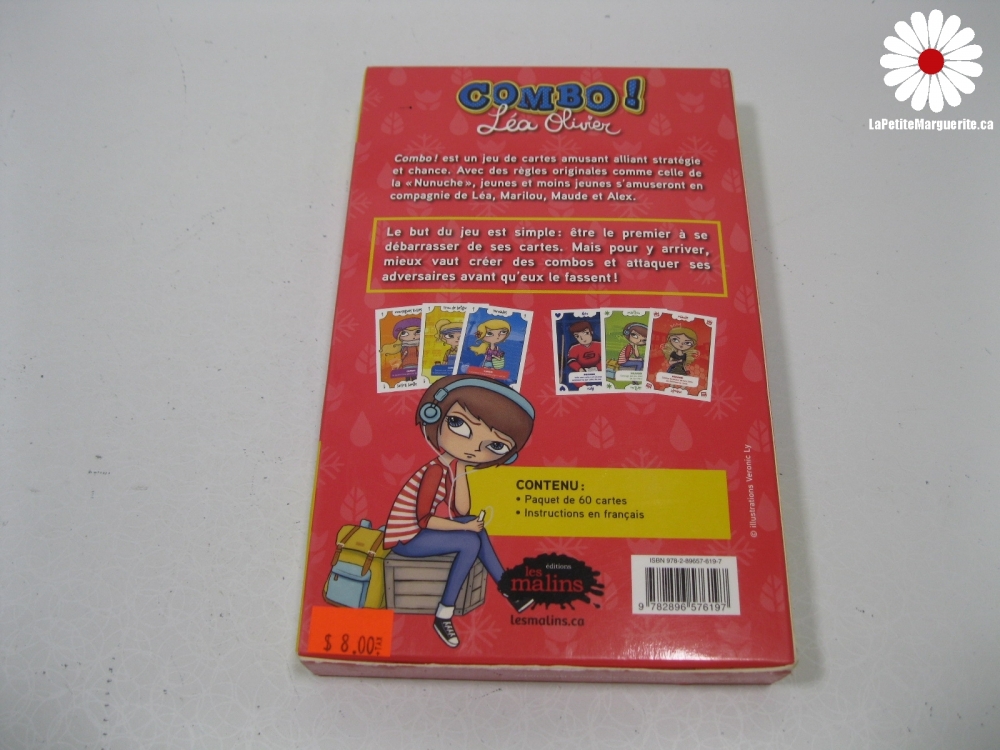 LaPetiteMarguerite.ca
COMBO!
Léa Olivier
Combo! est un jeu de cartes amusant alliant stratégie
et chance. Avec des règles originales comme celle de
la «Nunuche», jeunes et moins jeunes s'amuseront en
compagnie de Léa, Marilou, Maude et Alex.
Le but du jeu est simple: être le premier à se
débarrasser de ses cartes. Mais pour y arriver,
mieux vaut créer des combos et attaquer ses
adversaires avant qu'eux le fassent!
CONTENU:
• Paquet de 60 cartes
• Instructions en français
© illustrations Veronic Ly
éditions
les
malins
lesmalins.ca
ISBN 978-2-89657-619-7
9 782896 576197
$ 8.00